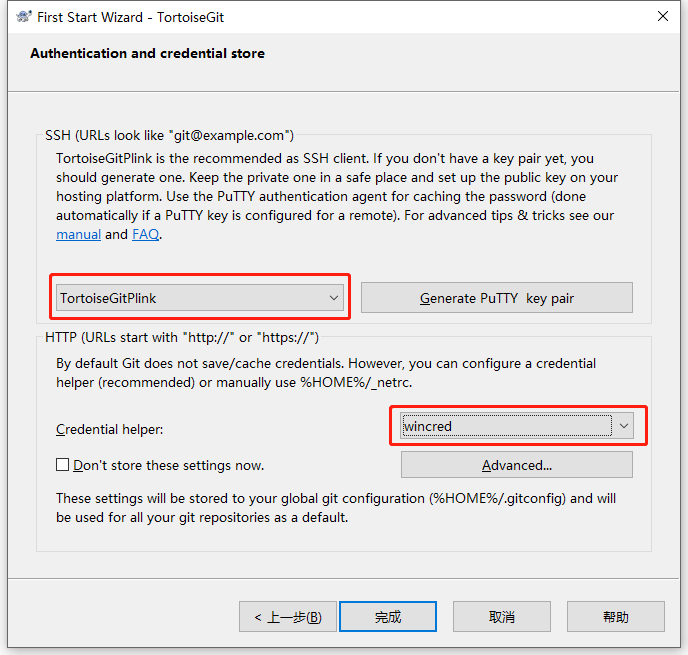 First Start Wizard - TortoiseGit
Authentication and credential store
SSH (URLs look like "git@example.com")
TortoiseGitPlink is the recommended as SSH client. If you don't have a key pair yet, you
should generate one. Keep the private one in a safe place and set up the public key on your
hosting platform. Use the PuTTY authentication agent for caching the password (done
automatically if a PuTTY key is configured for a remote). For advanced tips & tricks see our
manual and FAQ.
TortoiseGitPlink
Generate PuTTY key pair
HTTP (URLs start with "http://" or "https://")
By default Git does not save/cache credentials. However, you can configure a credential
helper (recommended) or manually use %HOME%/_netrc.
Credential helper:
wincred
Don't store these settings now.
Advanced...
These settings will be stored to your global git configuration (%HOME%/.gitconfig) and will
be used for all your git repositories as a default.
< 上一步(B)
完成
取消
帮助